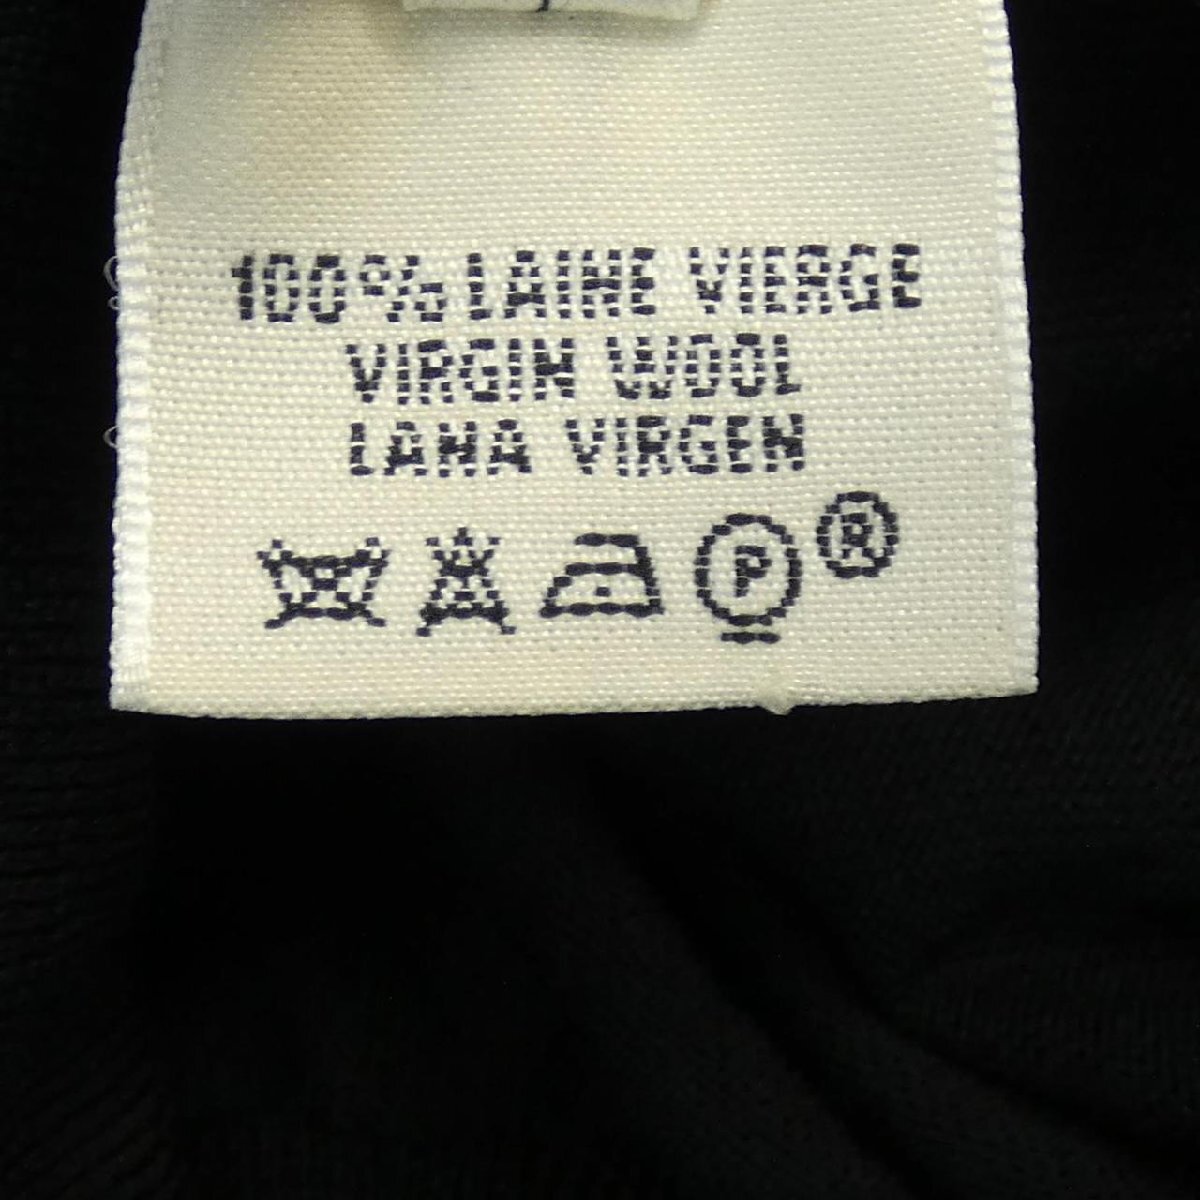 100% LAINE VIERGE
VIRGIN WOOL
LANA VIRGEN
P ®